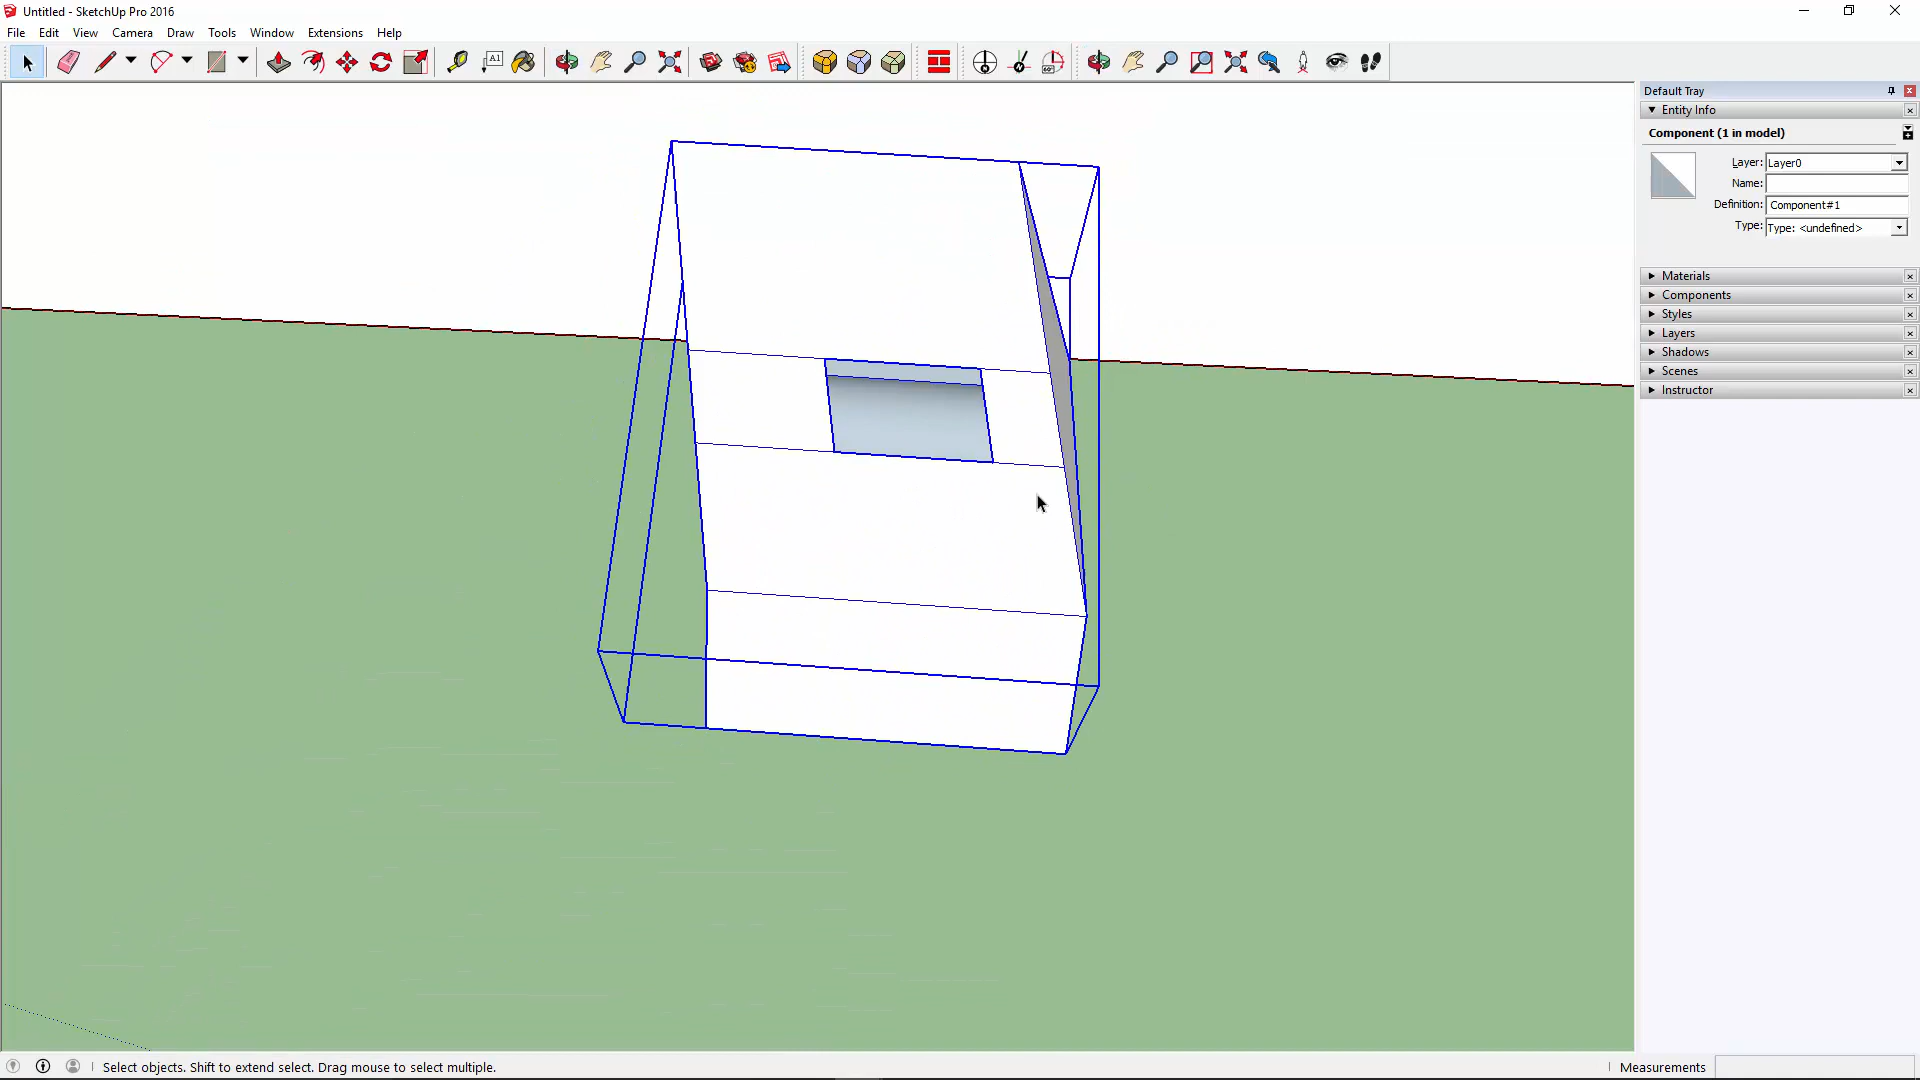 Untitled - SketchUp Pro 2016
File Edit View Camera Draw Tools Window Extensions Help
A1
Default Tray
Entity Info
Component (1 in model)
Layer: Layer0
Name:
Definition: Component#1
Type: Type: <undefined>
Materials
Components
Styles
Layers
Shadows
Scenes
Instructor
Select objects. Shift to extend select. Drag mouse to select multiple.
Measurements